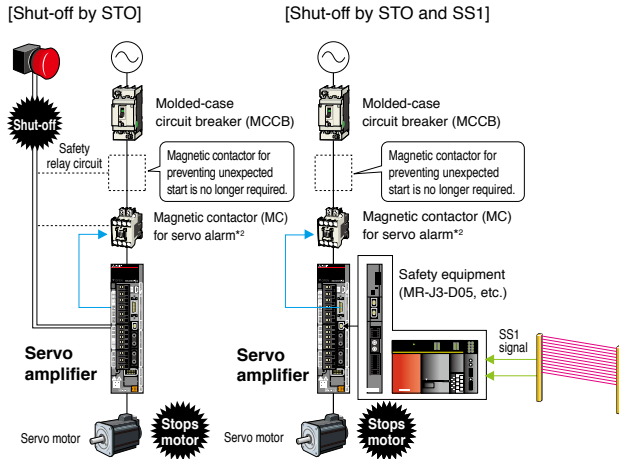 [Shut-off by STO]
[Shut-off by STO and SS1]
Molded-case
circuit breaker (MCCB)
Shut-off
Safety
relay circuit
Magnetic contactor for
preventing unexpected
start is no longer required.
Magnetic contactor (MC)
for servo alarm*2
Servo
amplifier
Servo motor
Stops
motor
Molded-case
circuit breaker (MCCB)
Magnetic contactor for
preventing unexpected
start is no longer required.
Magnetic contactor (MC)
for servo alarm*2
Safety equipment
(MR-J3-D05, etc.)
SS1
signal
Servo
amplifier
Servo motor
Stops
motor